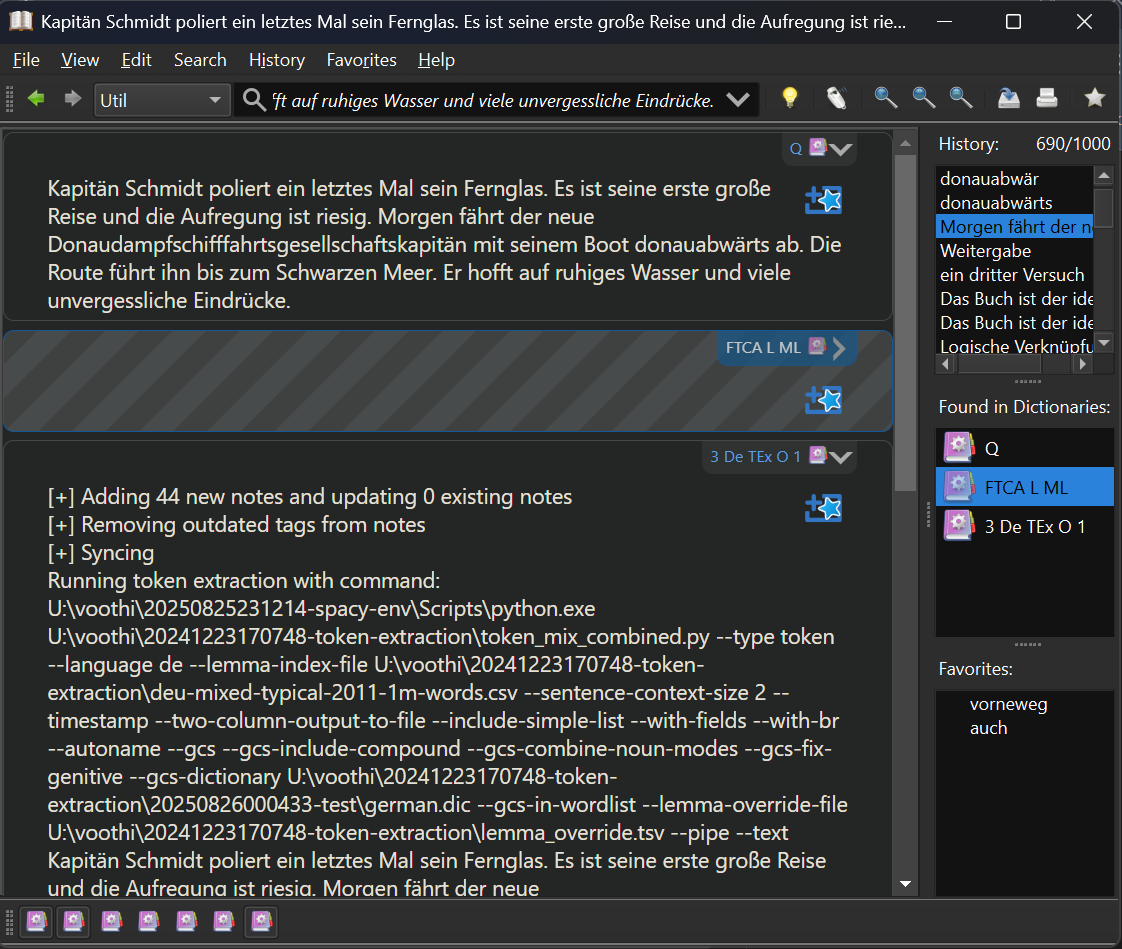 Kapitän Schmidt poliert ein letztes Mal sein Fernglas. Es ist seine erste große Reise und die Aufregung ist rie...
File View Edit Search History Favorites Help
Util
ft auf ruhiges Wasser und viele unvergessliche Eindrücke.
Q
Kapitän Schmidt poliert ein letztes Mal sein Fernglas. Es ist seine erste große
Reise und die Aufregung ist riesig. Morgen fährt der neue
Donaudampfschifffahrtsgesellschaftskapitän mit seinem Boot donauabwärts ab. Die
Route führt ihn bis zum Schwarzen Meer. Er hofft auf ruhiges Wasser und viele
unvergessliche Eindrücke.
FTCA L ML
3 De TEx O 1
[+] Adding 44 new notes and updating 0 existing notes
[+] Removing outdated tags from notes
[+] Syncing
Running token extraction with command:
U:\voothi\20250825231214-spacy-env\Scripts\python.exe
U:\voothi\20241223170748-token-extraction\token_mix_combined.py --type token
--language de --lemma-index-file U:\voothi\20241223170748-token-
extraction\deu-mixed-typical-2011-1m-words.csv --sentence-context-size 2 --
timestamp --two-column-output-to-file --include-simple-list --with-fields --with-br
--autoname --gcs --gcs-include-compound --gcs-combine-noun-modes --gcs-fix-
genitive --gcs-dictionary U:\voothi\20241223170748-token-
extraction\20250826000433-test\german.dic --gcs-in-wordlist --lemma-override-file
U:\voothi\20241223170748-token-extraction\lemma_override.tsv --pipe --text
Kapitän Schmidt poliert ein letztes Mal sein Fernglas. Es ist seine erste große Reise
und die Aufregung ist riesig. Morgen fährt der neue
History: 690/1000
donauabwär
donauabwärts
Morgen fährt der n
Weitergabe
ein dritter Versuch
Das Buch ist der ide
Das Buch ist der ide
Logische Verknüpfu
Found in Dictionaries:
Q
FTCA L ML
3 De TEx O 1
Favorites:
vorneweg
auch